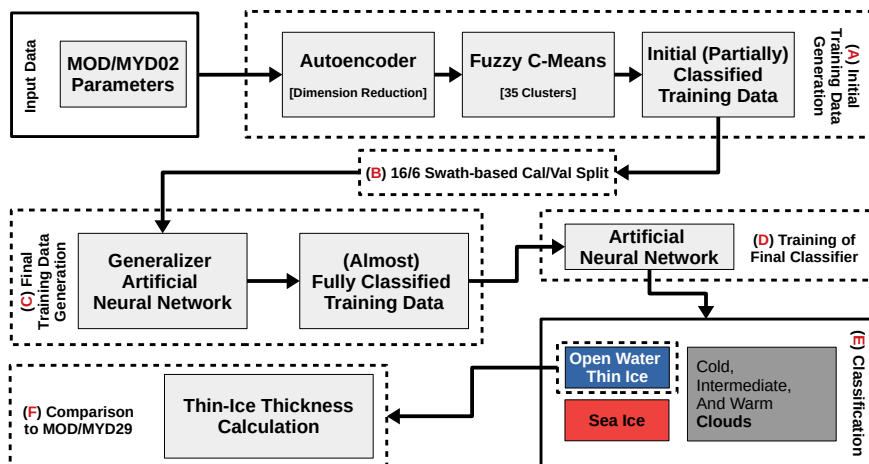 Input Data
MOD/MYD02
Parameters
Autoencoder
[Dimension Reduction]
Fuzzy C-Means
[35 Clusters]
Initial (Partially)
Classified
Training Data
(A) Initial
Training Data
Generation
(B) 16/6 Swath-based Cal/Val Split
(C) Final
Training Data
Generation
Generalizer
Artificial
Neural Network
(Almost)
Fully Classified
Training Data
Artificial
Neural Network
(D) Training of
Final Classifier
(E) Classification
Open Water
Thin Ice
Sea Ice
Cold,
Intermediate,
And Warm
Clouds
(F) Comparison
to MOD/MYD29
Thin-Ice Thickness
Calculation